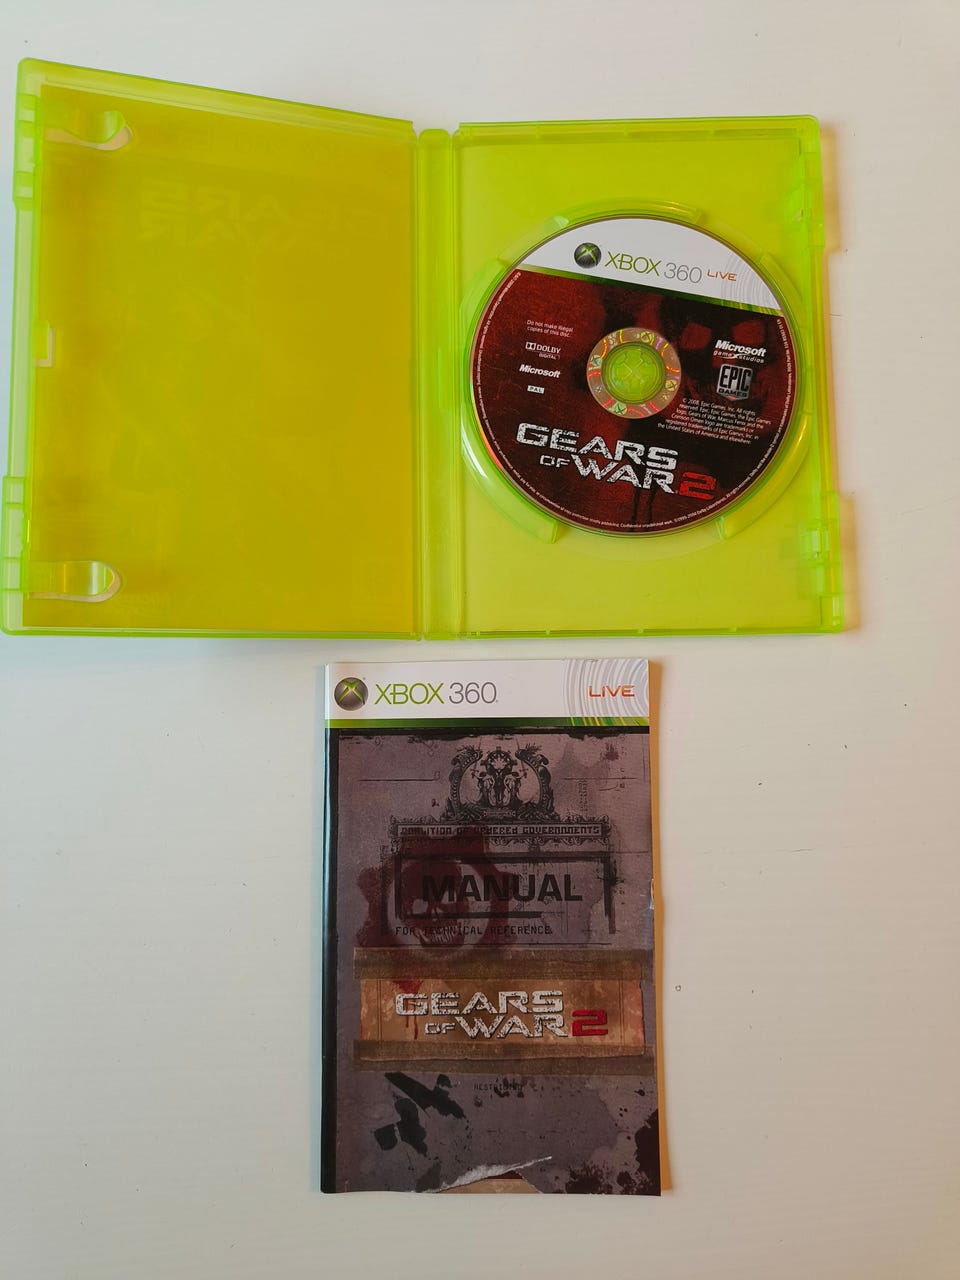 XBOX 360 LIVE
Do not make illegal
copies of this disc.
DOLBY
DIGITAL
Microsoft
PAL
Microsoft
game studios
EPIC
GAMES
© 2008, Epic Games, Inc. All rights
reserved. Epic, Epic Games, the Epic Games
logo, Gears of War, Marcus Fenix and the
Crimson Omen logo are trademarks or
registered trademarks of Epic Games, Inc. in
the United States of America and elsewhere.
GEARS
OF WAR 2
XBOX 360 LIVE
COALITION OF ORDERED GOVERNMENTS
MANUAL
FOR TECHNICAL REFERENCE
GEARS
OF WAR 2
RESTRICTED